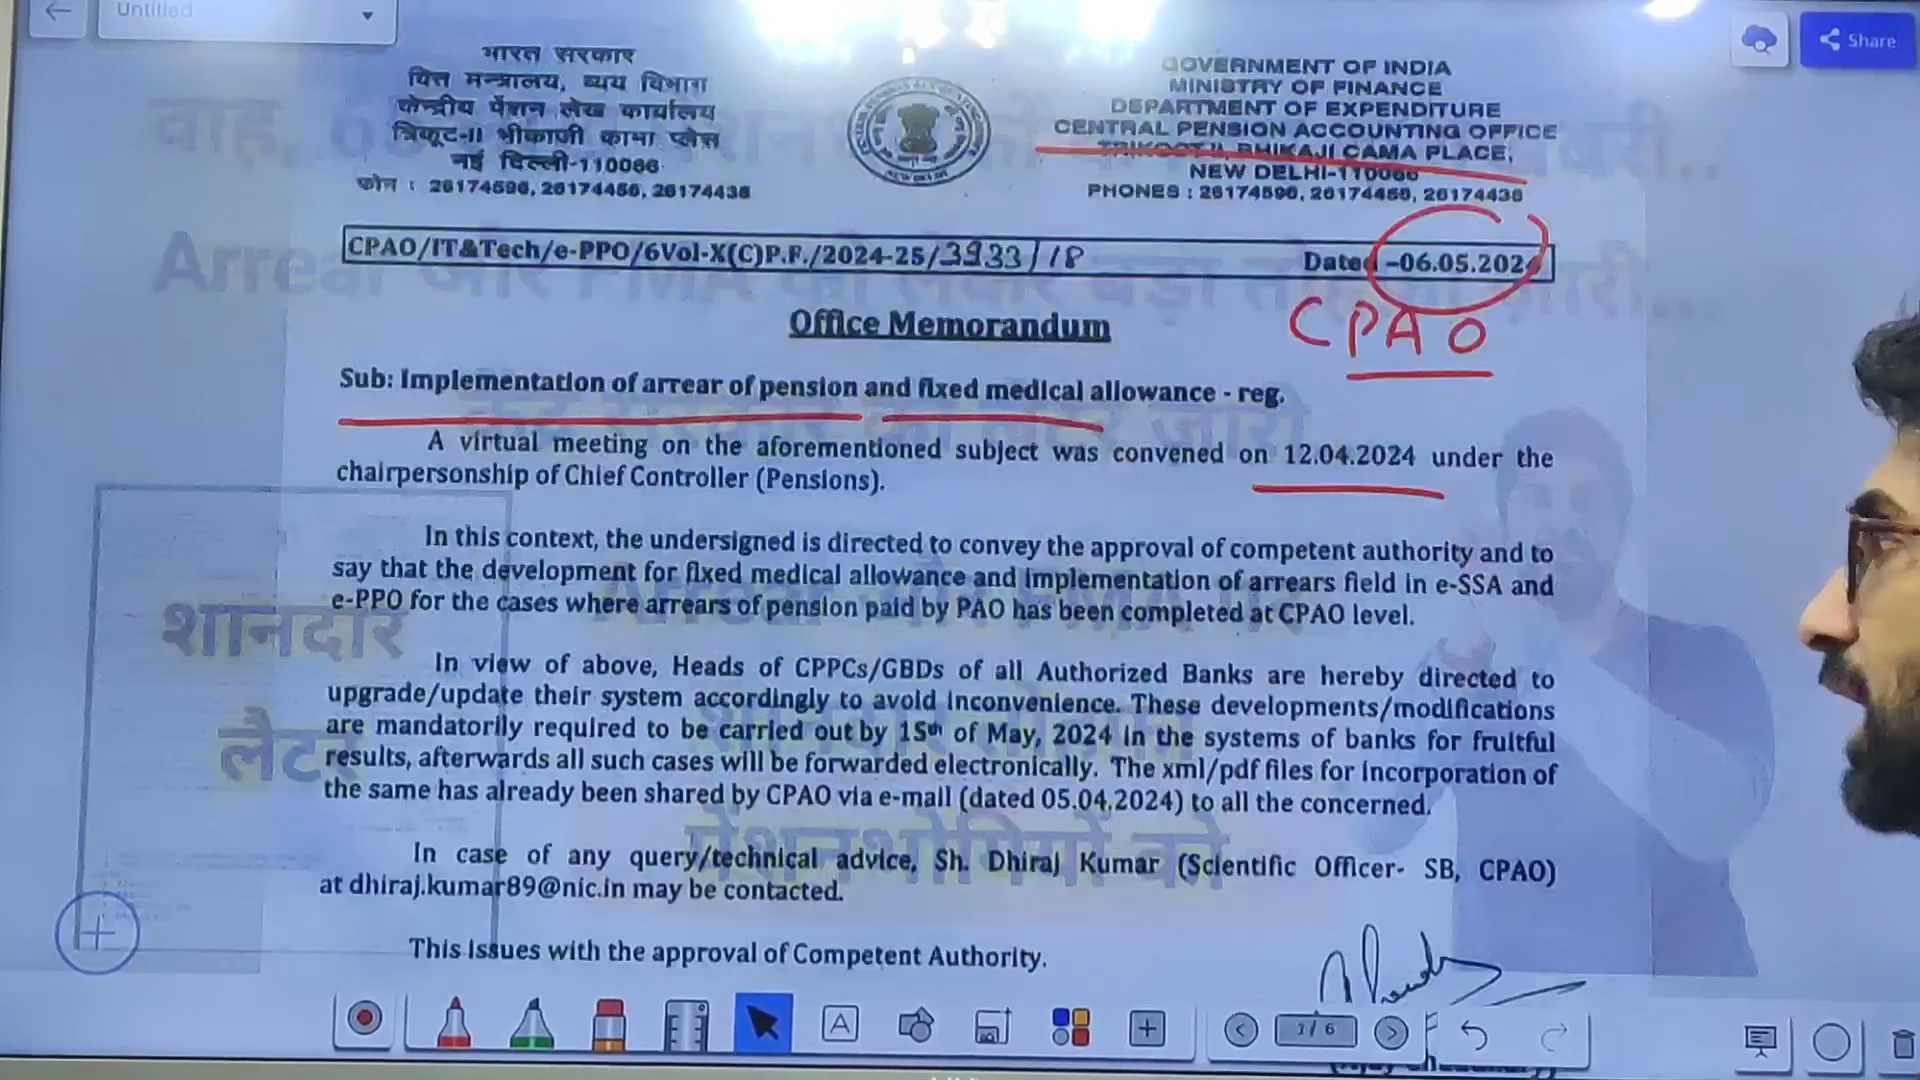 Untitled
Share
भारत सरकार
वित्त मन्त्रालय, व्यय विभाग
केन्द्रीय पेंशन लेख कार्यालय
त्रिकूट-II भीकाजी कामा प्लेस
नई दिल्ली-110066
फोन : 26174596, 26174456, 26174438
GOVERNMENT OF INDIA
MINISTRY OF FINANCE
DEPARTMENT OF EXPENDITURE
CENTRAL PENSION ACCOUNTING OFFICE
TRIKOOT-II, BHIKAJI CAMA PLACE,
NEW DELHI-110066
PHONES : 26174596, 26174456, 26174438
CPAO/IT&Tech/e-PPO/6Vol-X(C)P.F./2024-25/3933/18
Dated -06.05.2024
CPAO
Office Memorandum
Sub: Implementation of arrear of pension and fixed medical allowance - reg.
A virtual meeting on the aforementioned subject was convened on 12.04.2024 under the
chairpersonship of Chief Controller (Pensions).
In this context, the undersigned is directed to convey the approval of competent authority and to
say that the development for fixed medical allowance and implementation of arrears field in e-SSA and
e-PPO for the cases where arrears of pension paid by PAO has been completed at CPAO level.
In view of above, Heads of CPPCs/GBDs of all Authorized Banks are hereby directed to
upgrade/update their system accordingly to avoid inconvenience. These developments/modifications
are mandatorily required to be carried out by 15th of May, 2024 in the systems of banks for fruitful
results, afterwards all such cases will be forwarded electronically. The xml/pdf files for incorporation of
the same has already been shared by CPAO via e-mail (dated 05.04.2024) to all the concerned.
In case of any query/technical advice, Sh. Dhiraj Kumar (Scientific Officer- SB, CPAO)
at dhiraj.kumar89@nic.in may be contacted.
This issues with the approval of Competent Authority.
शानदार
लैटर
पेंशनभोगियों को
A
1/6